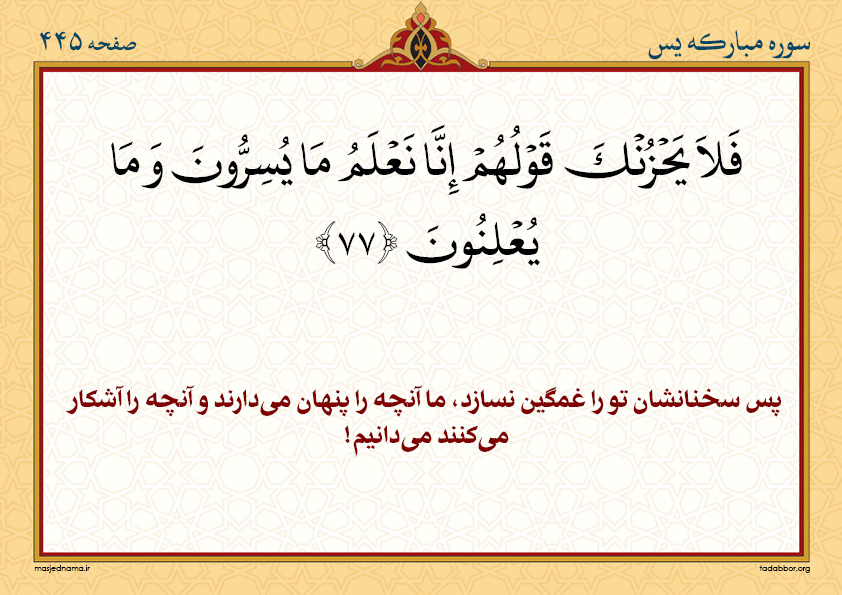 سوره مبارکه یس
صفحه ۴۴۵
فَلَا يَحْزُنْكَ قَوْلُهُمْ إِنَّا نَعْلَمُ مَا يُسِرُّونَ وَ مَا
يُعْلِنُونَ ﴿۷۷﴾
پس سخنانشان تو را غمگین نسازد، ما آنچه را پنهان می‌دارند و آنچه را آشکار
می‌کنند می‌دانیم!
masjednama.ir
tadabbor.org